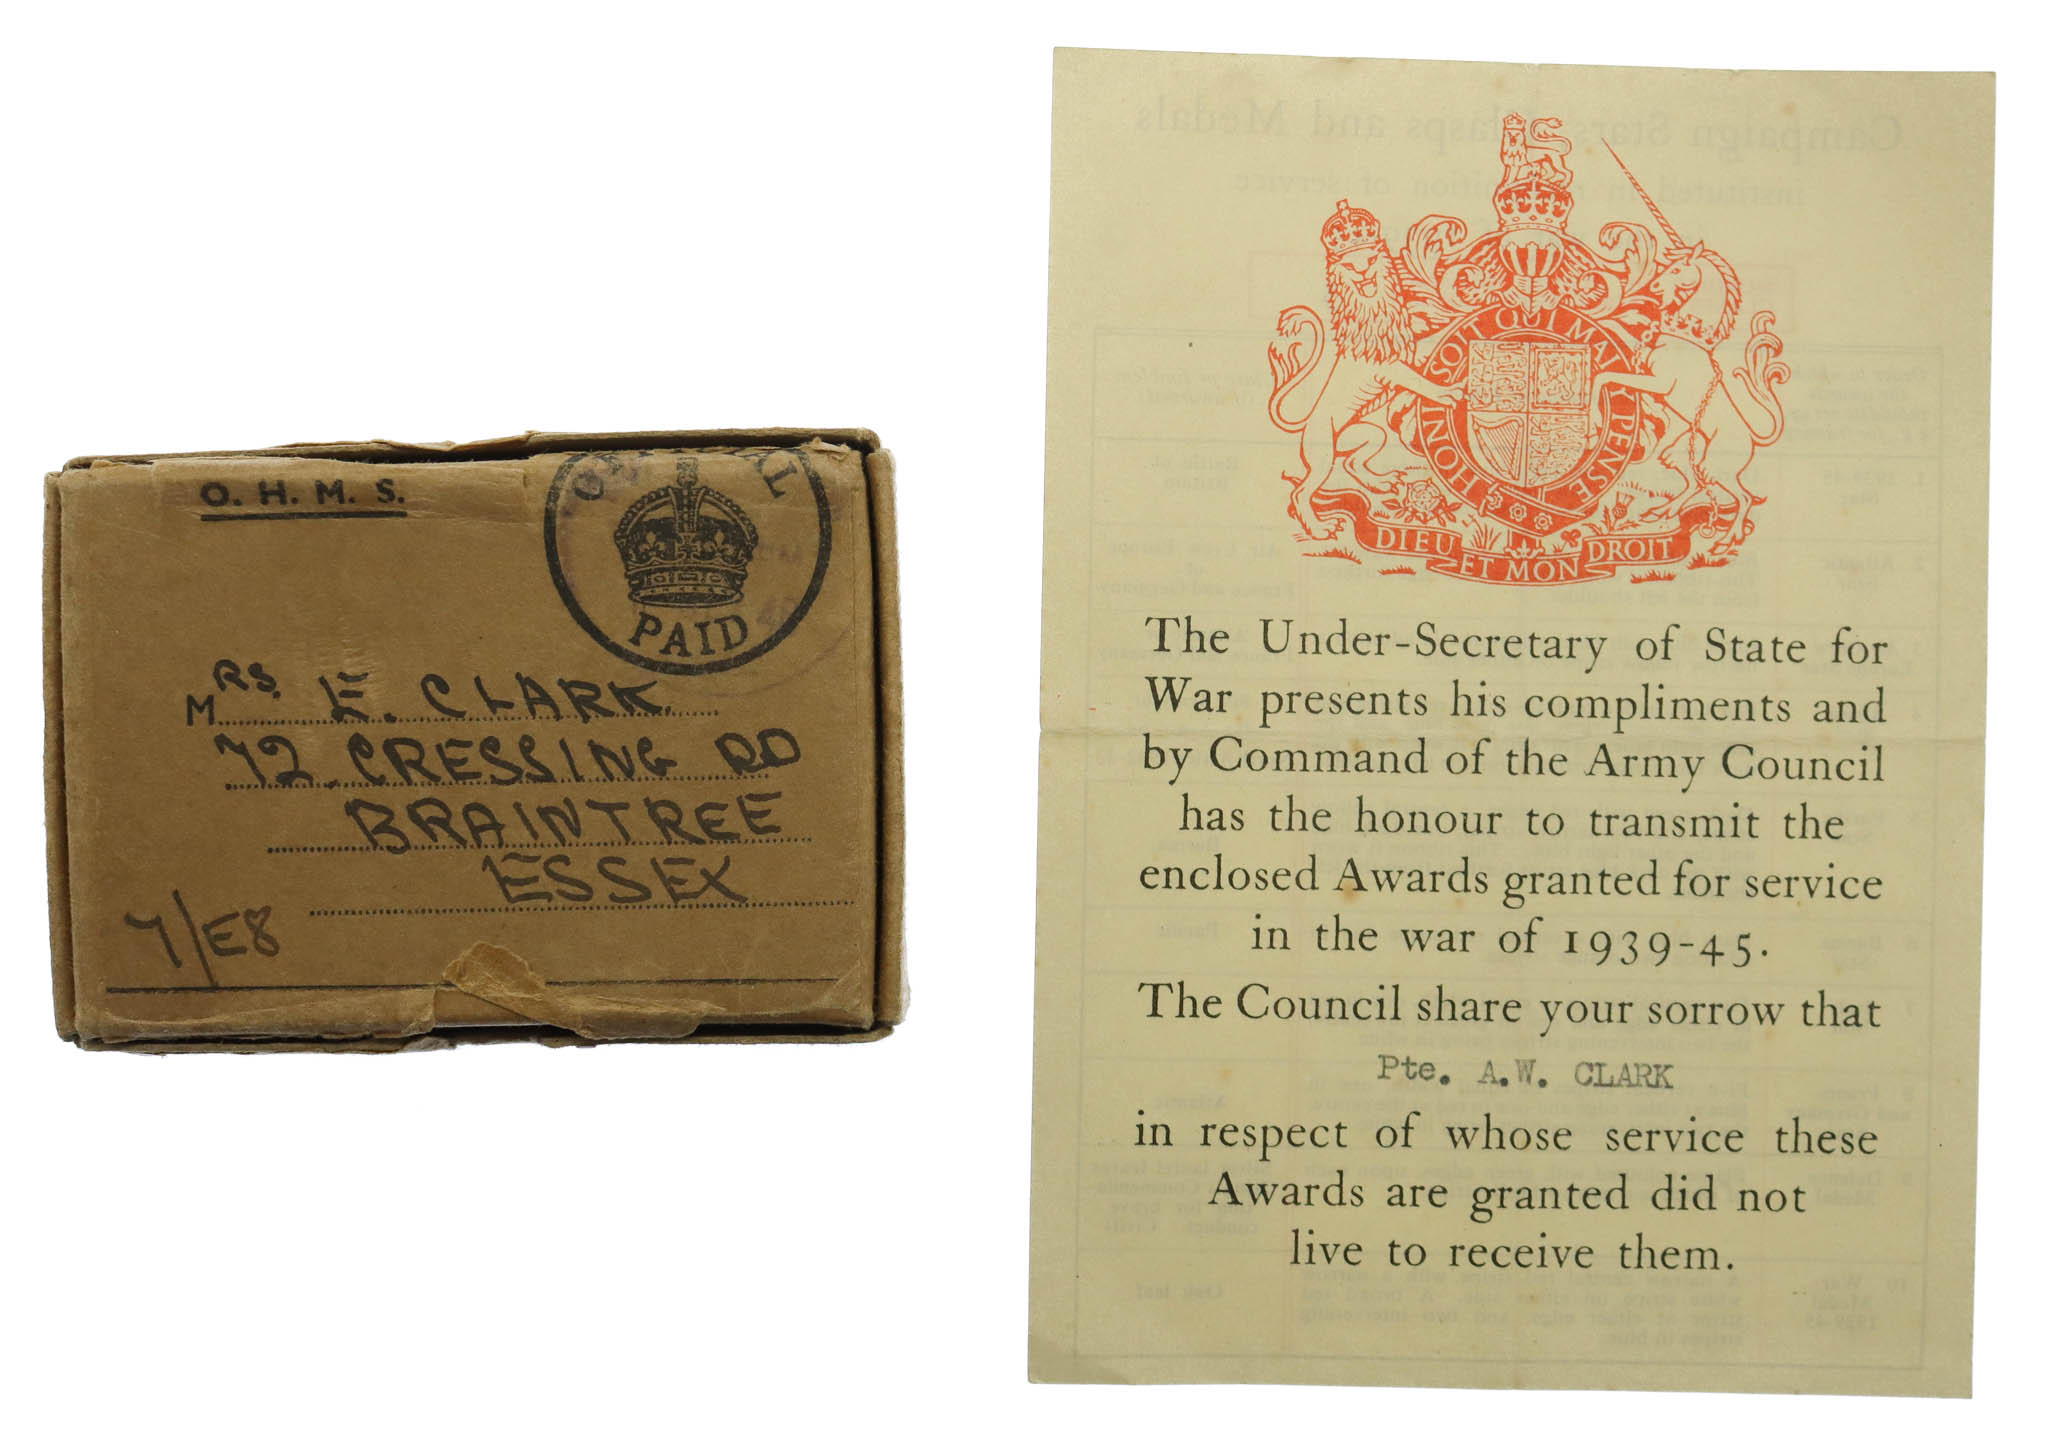 O. H. M. S.
OFFICIAL
PAID
MRS. E. CLARK
72 CRESSING RD
BRAINTREE
ESSEX
7/E8
HONI SOIT QUI MAL Y PENSE
DIEU ET MON DROIT
The Under-Secretary of State for
War presents his compliments and
by Command of the Army Council
has the honour to transmit the
enclosed Awards granted for service
in the war of 1939-45.
The Council share your sorrow that
Pte. A.W. CLARK
in respect of whose service these
Awards are granted did not
live to receive them.